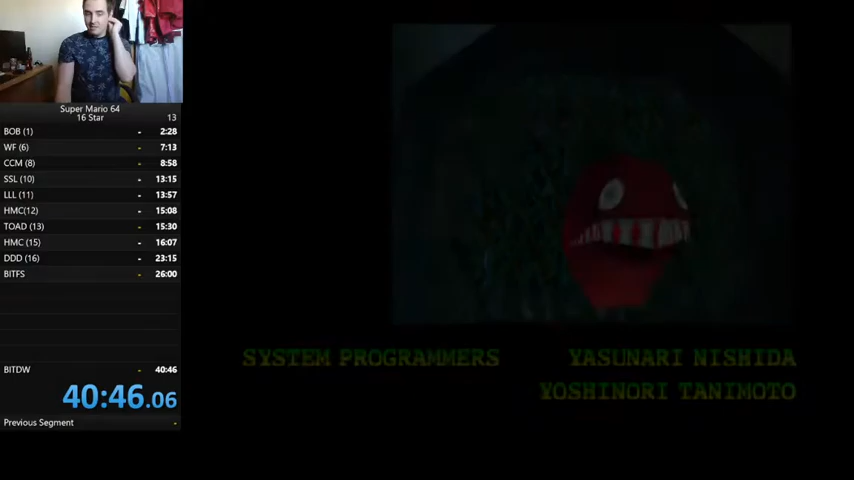 Super Mario 64
16 Star 13
BOB (1) - 2:28
WF (6) - 7:13
CCM (8) - 8:58
SSL (10) - 13:15
LLL (11) - 13:57
HMC(12) - 15:08
TOAD (13) - 15:30
HMC (15) - 16:07
DDD (16) - 23:15
BITFS - 26:00
BITDW - 40:46
40:46.06
Previous Segment -
SYSTEM PROGRAMMERS YASUNARI NISHIDA
YOSHINORI TANIMOTO